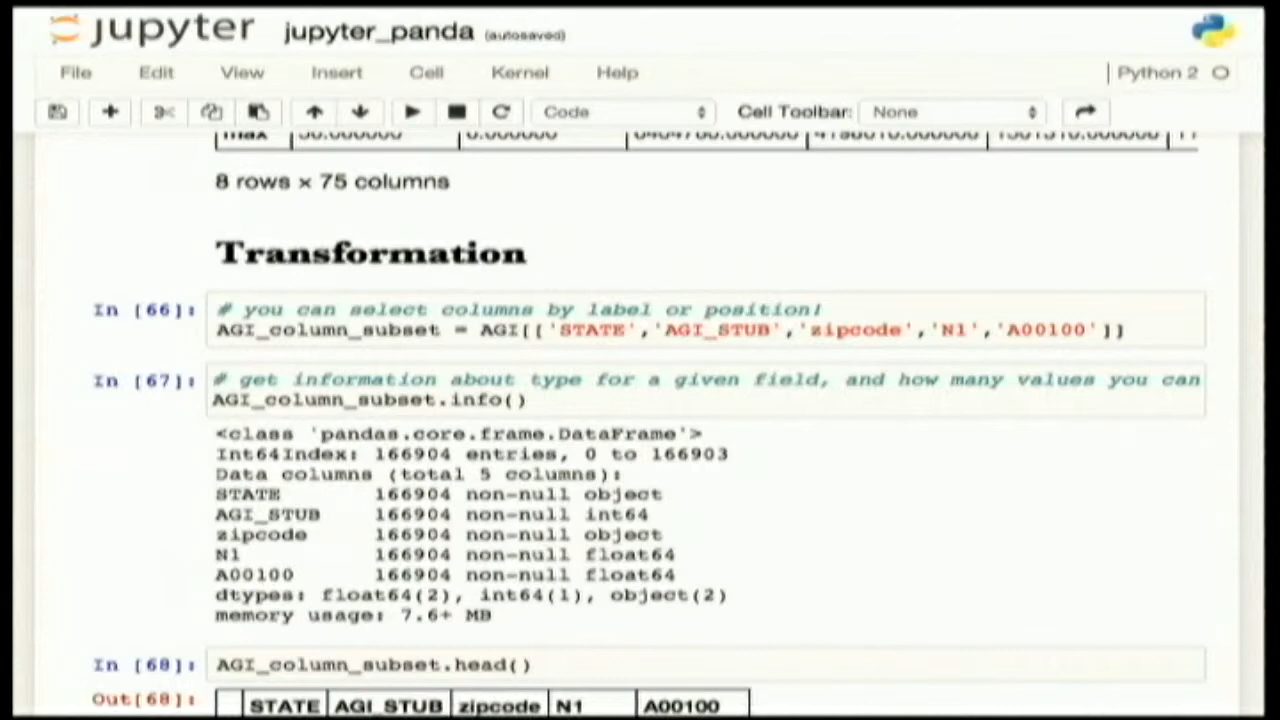 jupyter jupyter_panda (autosaved)
File Edit View Insert Cell Kernel Help Python 2
Code Cell Toolbar: None
max
8 rows × 75 columns
Transformation
In [66]: # you can select columns by label or position!
AGI_column_subset = AGI[['STATE','AGI_STUB','zipcode','N1','A00100']]
In [67]: # get information about type for a given field, and how many values you can
AGI_column_subset.info()
<class 'pandas.core.frame.DataFrame'>
Int64Index: 166904 entries, 0 to 166903
Data columns (total 5 columns):
STATE 166904 non-null object
AGI_STUB 166904 non-null int64
zipcode 166904 non-null object
N1 166904 non-null float64
A00100 166904 non-null float64
dtypes: float64(2), int64(1), object(2)
memory usage: 7.6+ MB
In [68]: AGI_column_subset.head()
Out[68]: STATE AGI_STUB zipcode N1 A00100